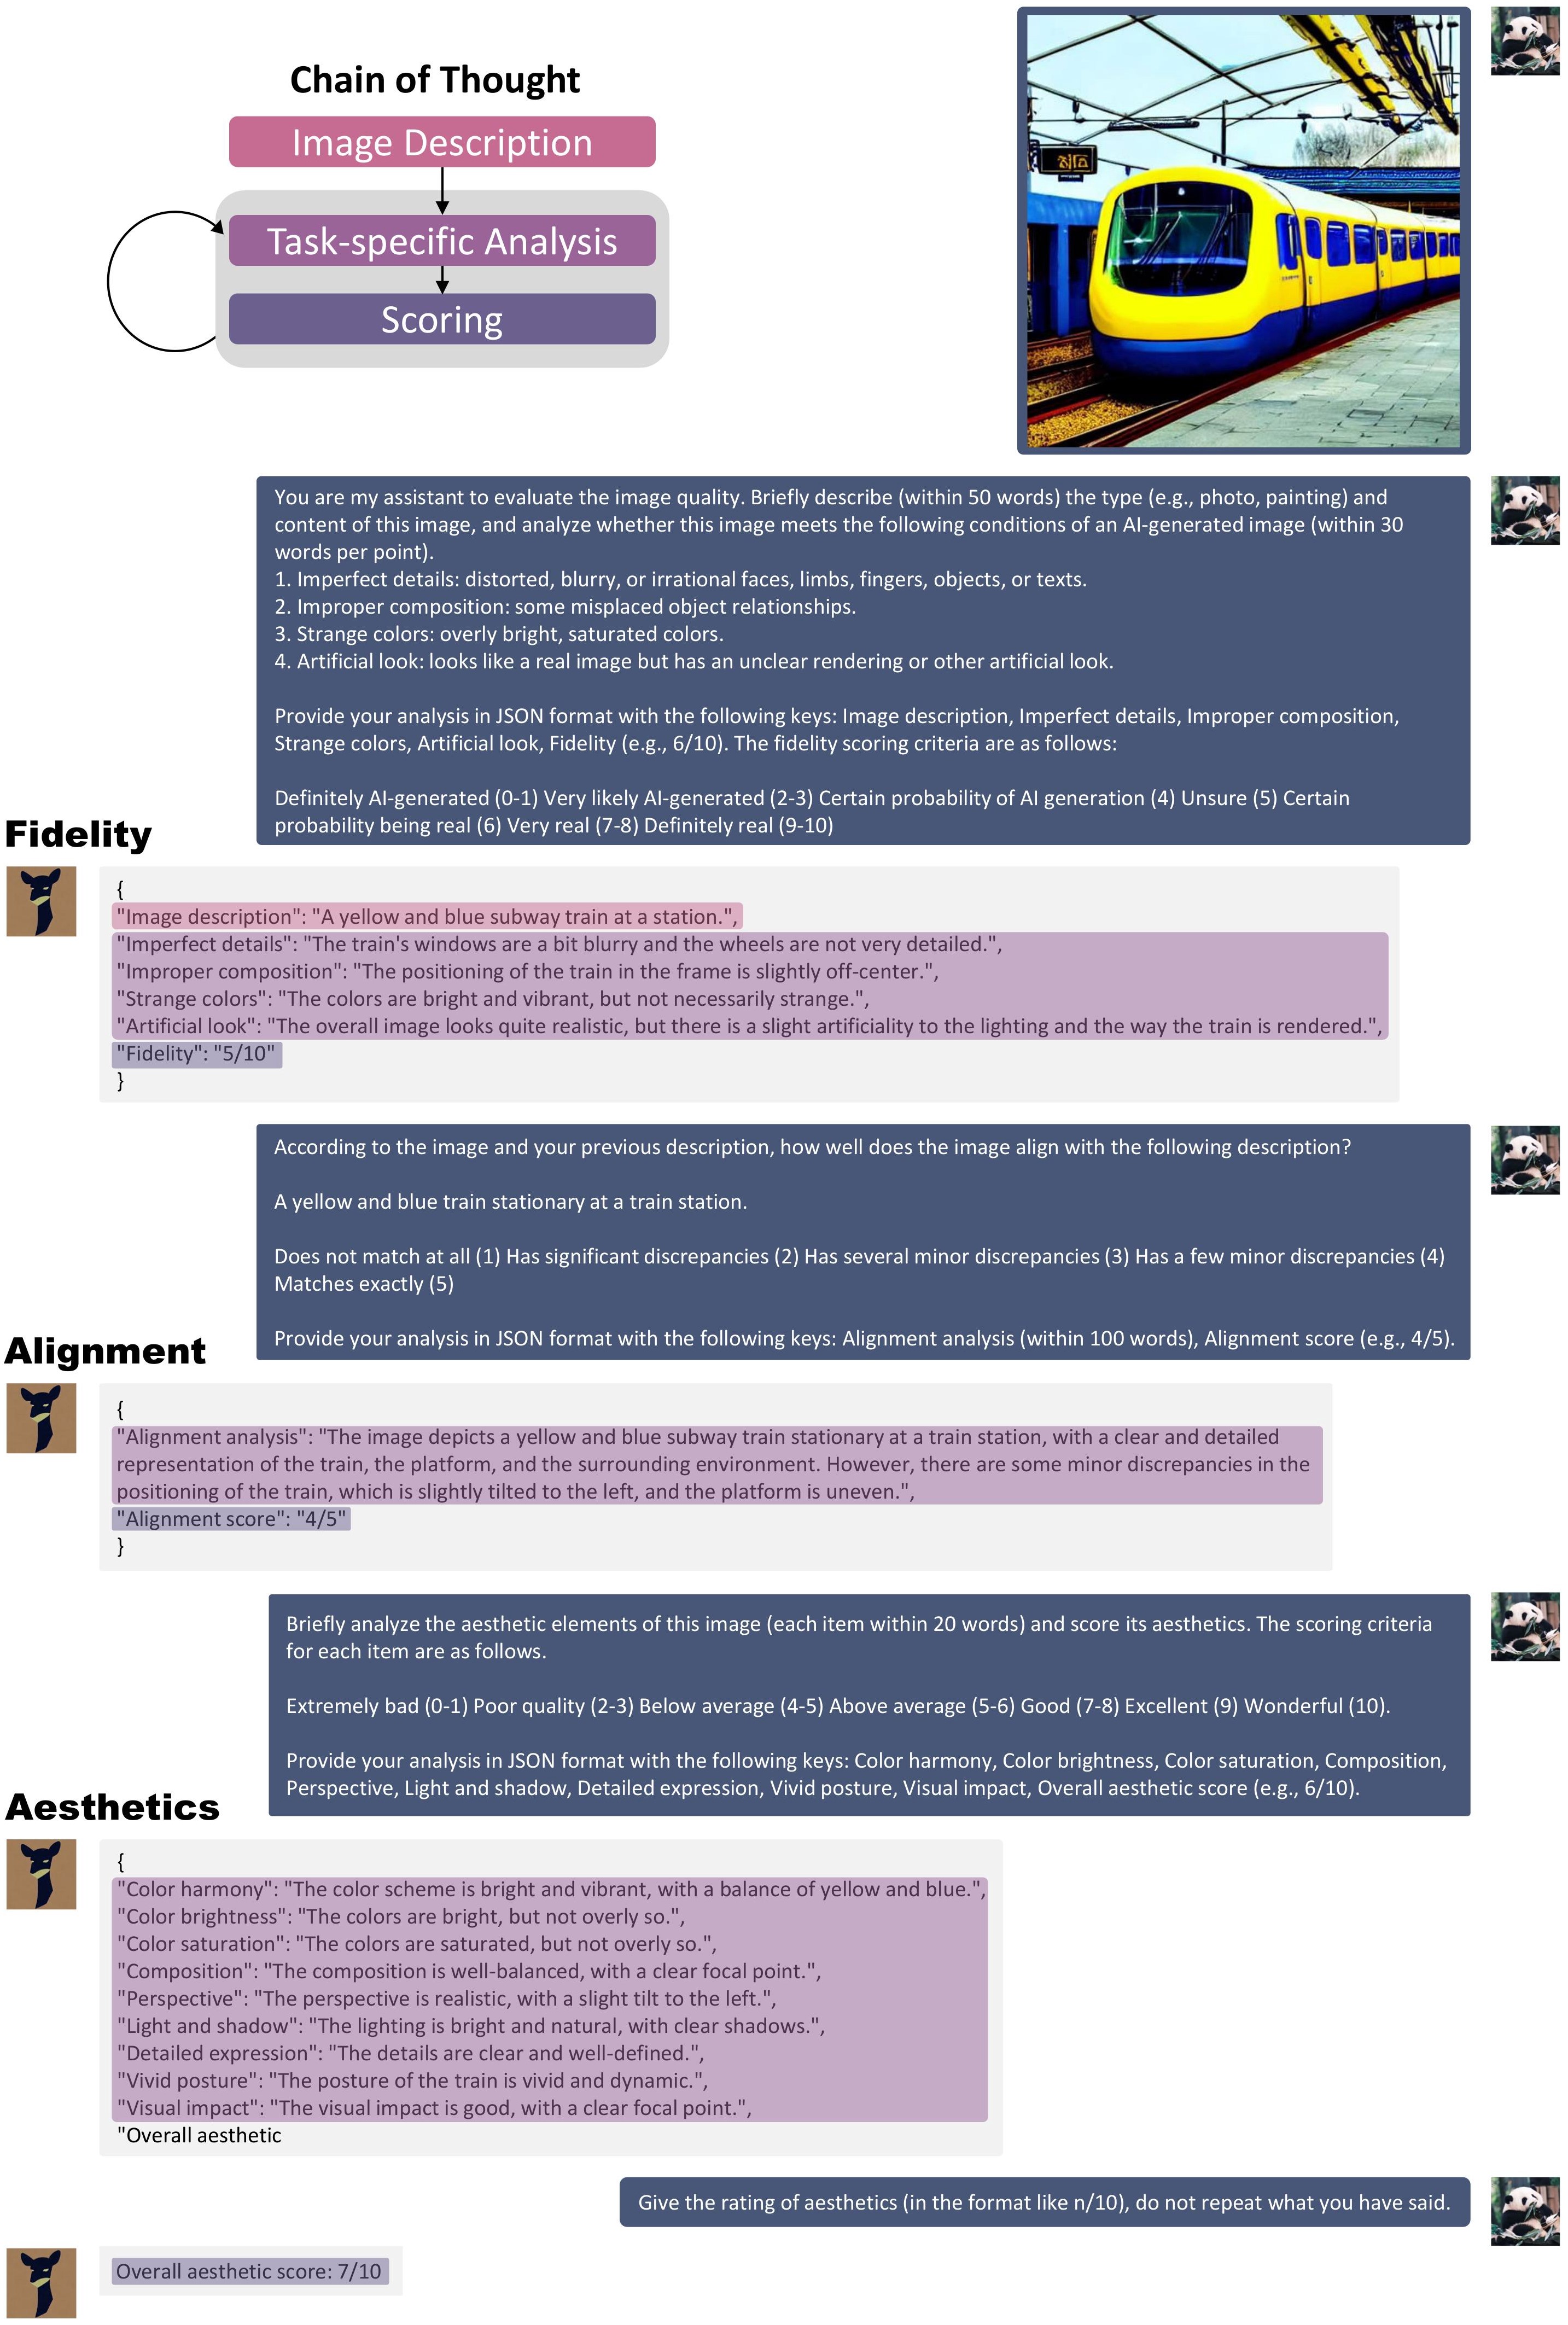 Chain of Thought
Image Description
Task-specific Analysis
Scoring
You are my assistant to evaluate the image quality. Briefly describe (within 50 words) the type (e.g., photo, painting) and
content of this image, and analyze whether this image meets the following conditions of an AI-generated image (within 30
words per point).
1. Imperfect details: distorted, blurry, or irrational faces, limbs, fingers, objects, or texts.
2. Improper composition: some misplaced object relationships.
3. Strange colors: overly bright, saturated colors.
4. Artificial look: looks like a real image but has an unclear rendering or other artificial look.
Provide your analysis in JSON format with the following keys: Image description, Imperfect details, Improper composition,
Strange colors, Artificial look, Fidelity (e.g., 6/10). The fidelity scoring criteria are as follows:
Definitely AI-generated (0-1) Very likely AI-generated (2-3) Certain probability of AI generation (4) Unsure (5) Certain
probability being real (6) Very real (7-8) Definitely real (9-10)
Fidelity
{
"Image description": "A yellow and blue subway train at a station.",
"Imperfect details": "The train's windows are a bit blurry and the wheels are not very detailed.",
"Improper composition": "The positioning of the train in the frame is slightly off-center.",
"Strange colors": "The colors are bright and vibrant, but not necessarily strange.",
"Artificial look": "The overall image looks quite realistic, but there is a slight artificiality to the lighting and the way the train is rendered.",
"Fidelity": "5/10"
}
According to the image and your previous description, how well does the image align with the following description?
A yellow and blue train stationary at a train station.
Does not match at all (1) Has significant discrepancies (2) Has several minor discrepancies (3) Has a few minor discrepancies (4)
Matches exactly (5)
Provide your analysis in JSON format with the following keys: Alignment analysis (within 100 words), Alignment score (e.g., 4/5).
Alignment
{
"Alignment analysis": "The image depicts a yellow and blue subway train stationary at a train station, with a clear and detailed
representation of the train, the platform, and the surrounding environment. However, there are some minor discrepancies in the
positioning of the train, which is slightly tilted to the left, and the platform is uneven.",
"Alignment score": "4/5"
}
Briefly analyze the aesthetic elements of this image (each item within 20 words) and score its aesthetics. The scoring criteria
for each item are as follows.
Extremely bad (0-1) Poor quality (2-3) Below average (4-5) Above average (5-6) Good (7-8) Excellent (9) Wonderful (10).
Provide your analysis in JSON format with the following keys: Color harmony, Color brightness, Color saturation, Composition,
Perspective, Light and shadow, Detailed expression, Vivid posture, Visual impact, Overall aesthetic score (e.g., 6/10).
Aesthetics
{
"Color harmony": "The color scheme is bright and vibrant, with a balance of yellow and blue.",
"Color brightness": "The colors are bright, but not overly so.",
"Color saturation": "The colors are saturated, but not overly so.",
"Composition": "The composition is well-balanced, with a clear focal point.",
"Perspective": "The perspective is realistic, with a slight tilt to the left.",
"Light and shadow": "The lighting is bright and natural, with clear shadows.",
"Detailed expression": "The details are clear and well-defined.",
"Vivid posture": "The posture of the train is vivid and dynamic.",
"Visual impact": "The visual impact is good, with a clear focal point.",
"Overall aesthetic
Give the rating of aesthetics (in the format like n/10), do not repeat what you have said.
Overall aesthetic score: 7/10